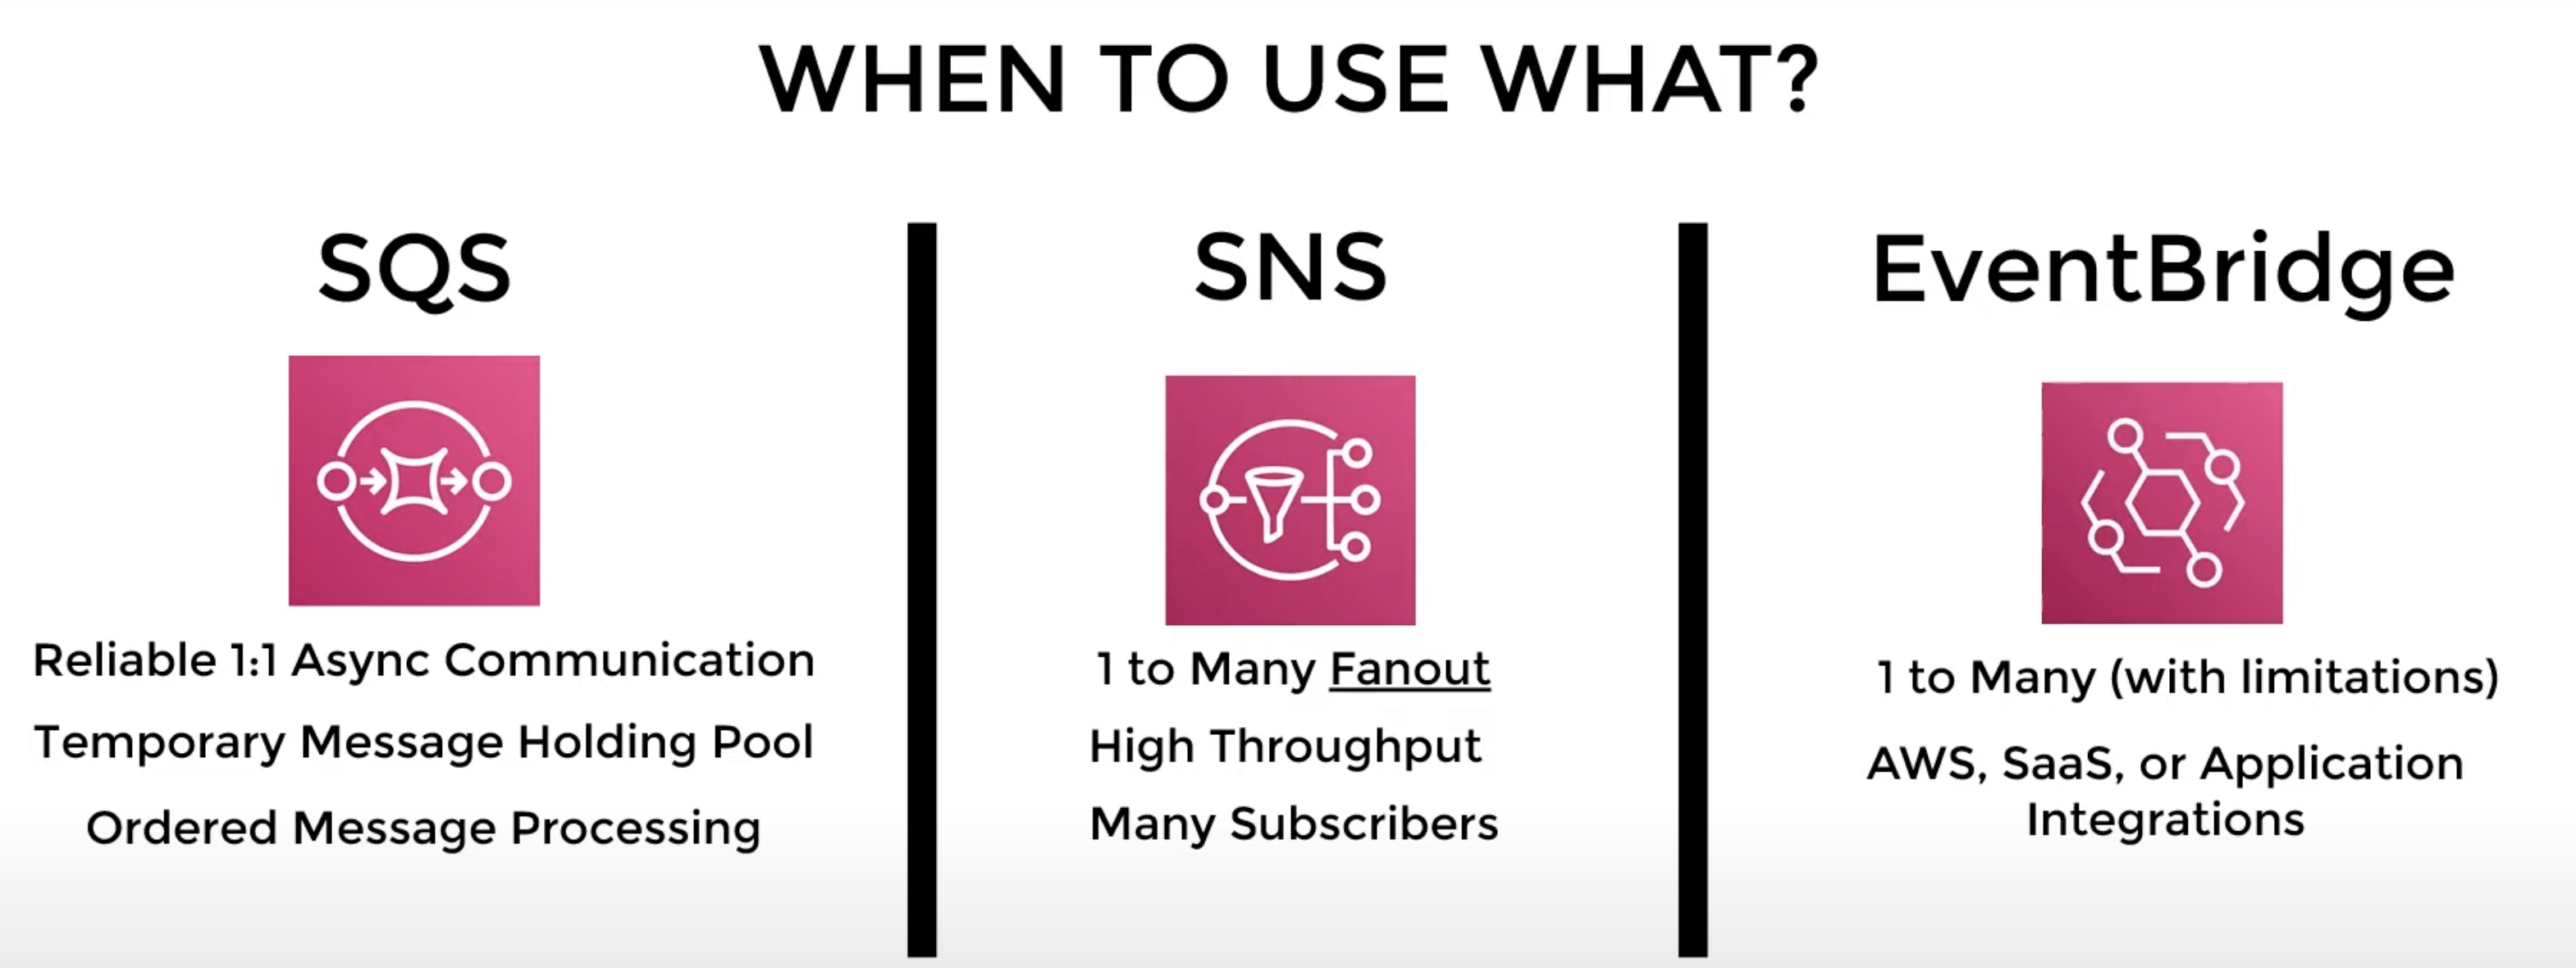 WHEN TO USE WHAT?
SQS
Reliable 1:1 Async Communication
Temporary Message Holding Pool
Ordered Message Processing
SNS
1 to Many Fanout
High Throughput
Many Subscribers
EventBridge
1 to Many (with limitations)
AWS, SaaS, or Application
Integrations